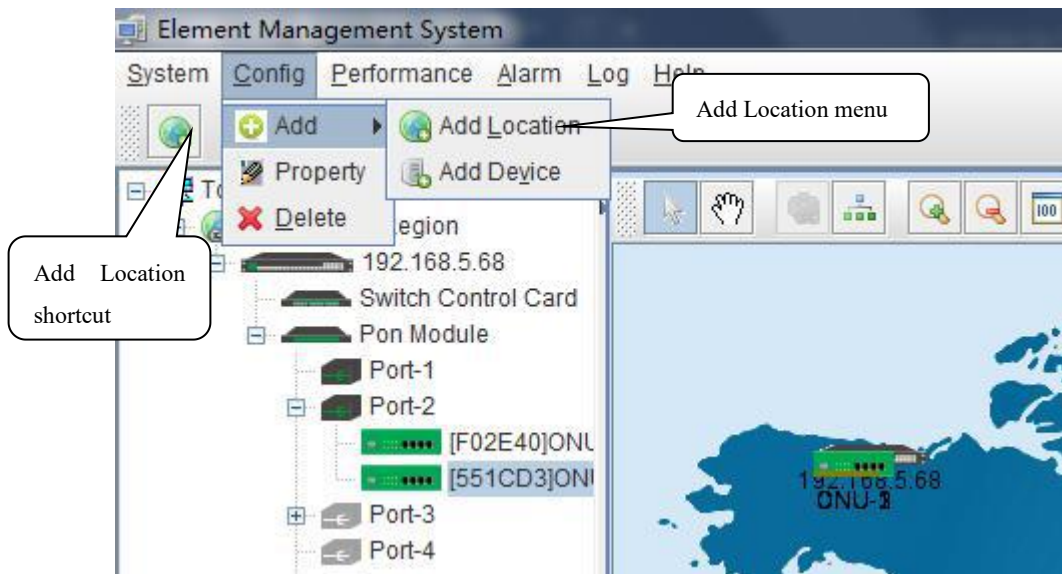 Element Management System
System Config Performance Alarm Log Help
Add
Property
Delete
Add Location
Add Device
Add Location menu
Add Location
shortcut
192.168.5.68
Switch Control Card
Pon Module
Port-1
Port-2
[F02E40]ONU
[551CD3]ONU
Port-3
Port-4
100
192.168.5.68